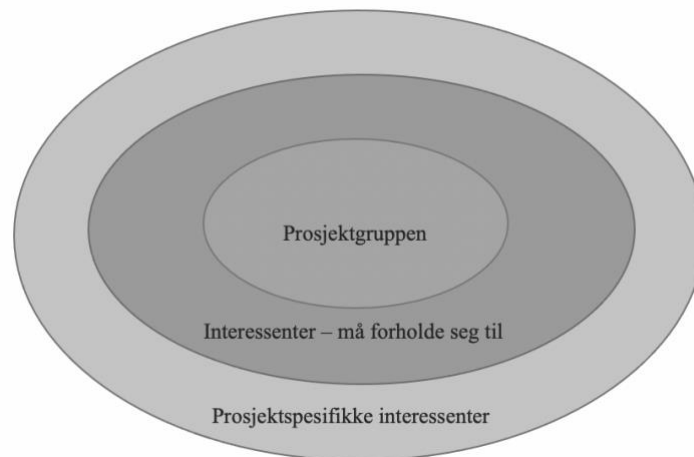 Prosjektgruppen
Interessenter – må forholde seg til
Prosjektspesifikke interessenter